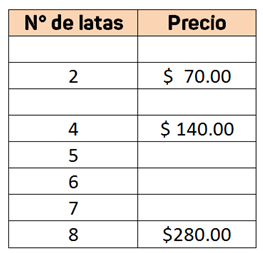 N° de latas Precio
2 $ 70.00
4 $ 140.00
5
6
7
8 $280.00